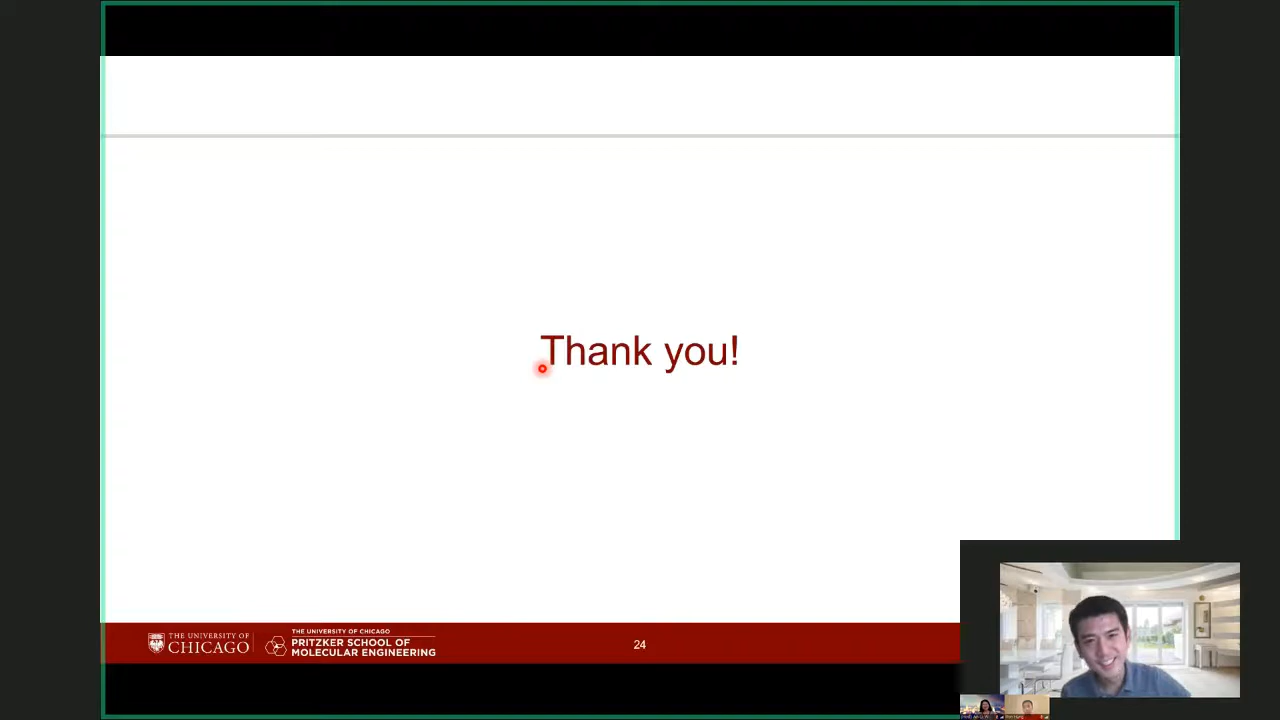 Thank you!
THE UNIVERSITY OF
CHICAGO
THE UNIVERSITY OF CHICAGO
PRITZKER SCHOOL OF
MOLECULAR ENGINEERING
24